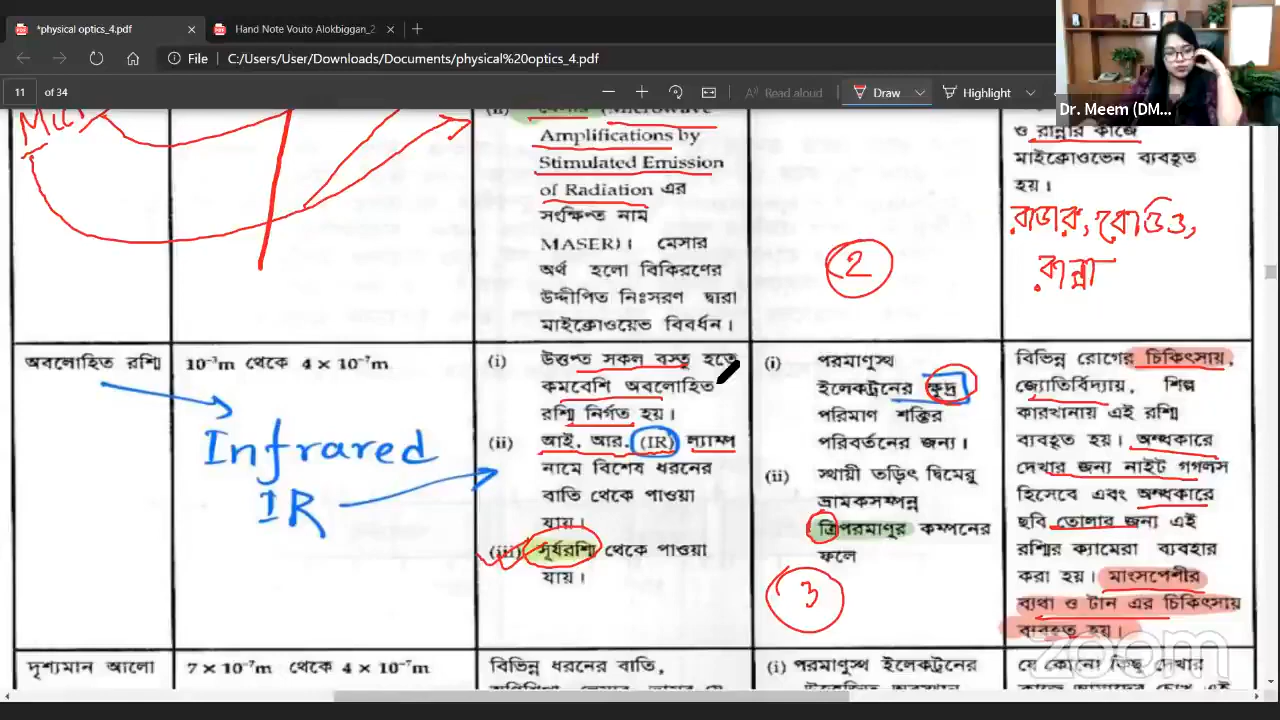 *physical optics_4.pdf
Hand Note Vouto Alokbiggan_2
File C:/Users/User/Downloads/Documents/physical%20optics_4.pdf
11 of 34
Read aloud
Draw
Highlight
Dr. Meem (DM...
Amplifications by
Stimulated Emission
of Radiation এর
সংক্ষিপ্ত নাম
MASER)। মেসার
অর্থ হলো বিকিরণের
উদ্দীপিত নিঃসরণ দ্বারা
মাইক্রোওয়েভ বিবর্ধন।
2
ও রান্নার কাজে
মাইক্রোওভেন ব্যবহৃত
হয়।
রাডার, রেডিও,
রান্না
অবলোহিত রশ্মি
10⁻³m থেকে 4 × 10⁻⁷m
Infrared
IR
(i) উত্তপ্ত সকল বস্তু হতে
কমবেশি অবলোহিত
রশ্মি নির্গত হয়।
(ii) আই. আর. (IR) ল্যাম্প
নামে বিশেষ ধরনের
বাতি থেকে পাওয়া
যায়।
(iii) সূর্যরশ্মি থেকে পাওয়া
যায়।
(i) পরমাণুস্থ
ইলেকট্রনের ক্ষুদ্র
পরিমাণ শক্তির
পরিবর্তনের জন্য।
(ii) স্থায়ী তড়িৎ দ্বিমেরু
ভ্রামকসম্পন্ন
ত্রিপরমাণুর কম্পনের
ফলে
3
বিভিন্ন রোগের চিকিৎসায়,
জ্যোতির্বিদ্যায়, শিল্প
কারখানায় এই রশ্মি
ব্যবহৃত হয়। অন্ধকারে
দেখার জন্য নাইট গগলস
হিসেবে এবং অন্ধকারে
ছবি তোলার জন্য এই
রশ্মির ক্যামেরা ব্যবহার
করা হয়। মাংসপেশীর
ব্যথা ও টান এর চিকিৎসায়
ব্যবহৃত হয়।
zoom
দৃশ্যমান আলো
7 × 10⁻⁷m থেকে 4 × 10⁻⁷m
বিভিন্ন ধরনের বাতি,
(i) পরমাণুস্থ ইলেকট্রনের
যে কোনো কিছু দেখার